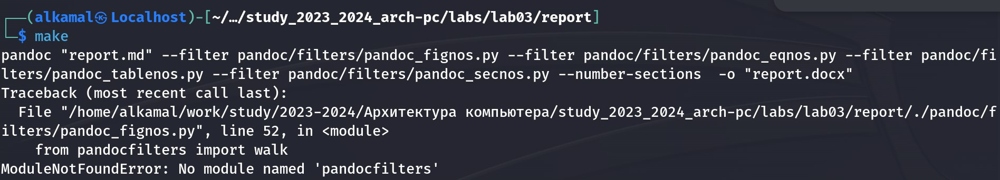 ┌──(alkamal㉿Localhost)-[~/…/study_2023_2024_arch-pc/labs/lab03/report]
└─$ make
pandoc "report.md" --filter pandoc/filters/pandoc_fignos.py --filter pandoc/filters/pandoc_eqnos.py --filter pandoc/fi
lters/pandoc_tablenos.py --filter pandoc/filters/pandoc_secnos.py --number-sections  -o "report.docx"
Traceback (most recent call last):
  File "/home/alkamal/work/study/2023-2024/Архитектура компьютера/study_2023_2024_arch-pc/labs/lab03/report/./pandoc/f
ilters/pandoc_fignos.py", line 52, in <module>
    from pandocfilters import walk
ModuleNotFoundError: No module named 'pandocfilters'